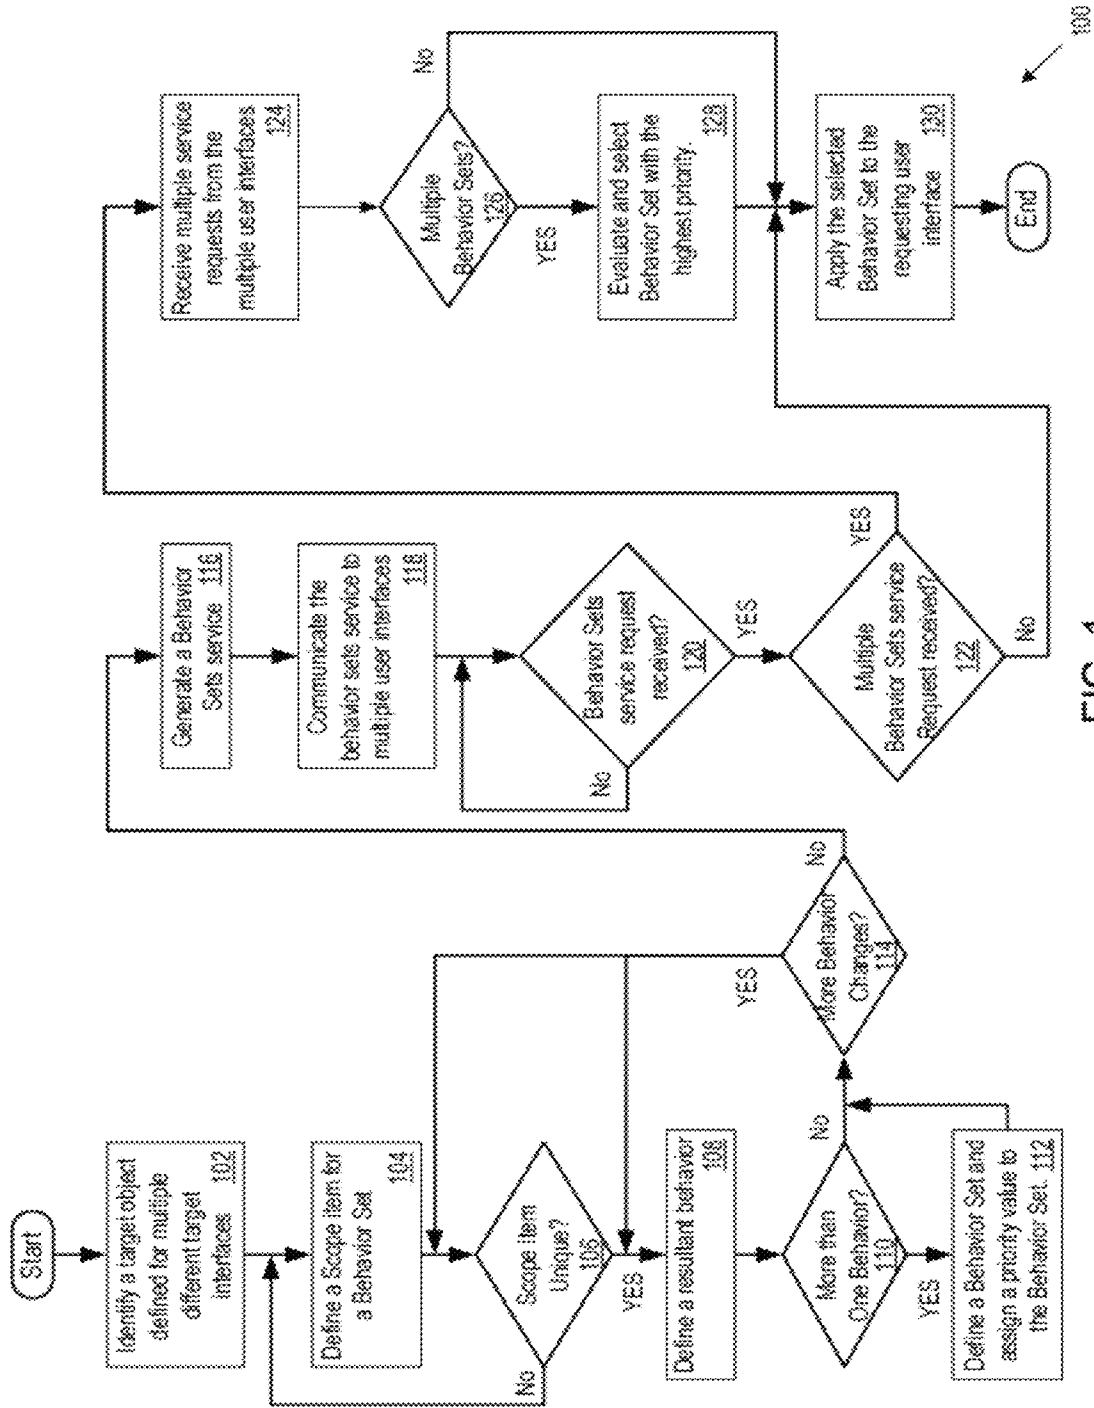 Start
Identify a target object
defined for multiple
different target
interfaces 102
Define a Scope item for
a Behavior Set 104
Scope item
Unique?
106
No
YES
Define a resultant behavior
108
More than
One Behavior?
110
No
YES
Define a Behavior Set and
assign a priority value to
the Behavior Set. 112
More Behavior
Changes?
114
YES
No
Generate a Behavior
Sets service 116
Communicate the
behavior sets service to
multiple user interfaces
118
Behavior Sets
service request
received?
120
No
YES
Multiple
Behavior Sets service
Request received?
122
YES
No
Receive multiple service
requests from the
multiple user interfaces
124
Multiple
Behavior Sets?
126
No
YES
Evaluate and select
Behavior Set with the
highest priority. 128
Apply the selected
Behavior Set to the
requesting user
interface 130
End
100